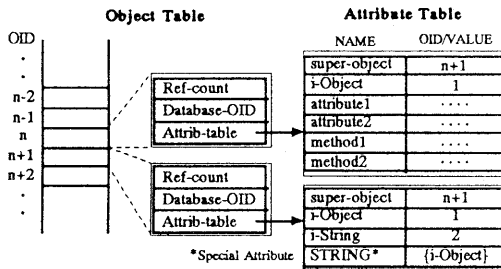 Object Table
OID
.
.
n-2
n-1
n
n+1
n+2
.
.
Ref-count
Database-OID
Attrib-table
Ref-count
Database-OID
Attrib-table
*Special Attribute
Attribute Table
NAME OID/VALUE
super-object n+1
i-Object 1
attribute1 ....
attribute2 ....
method1 ....
method2 ....
super-object n+1
i-Object 1
i-String 2
STRING* {i-Object}